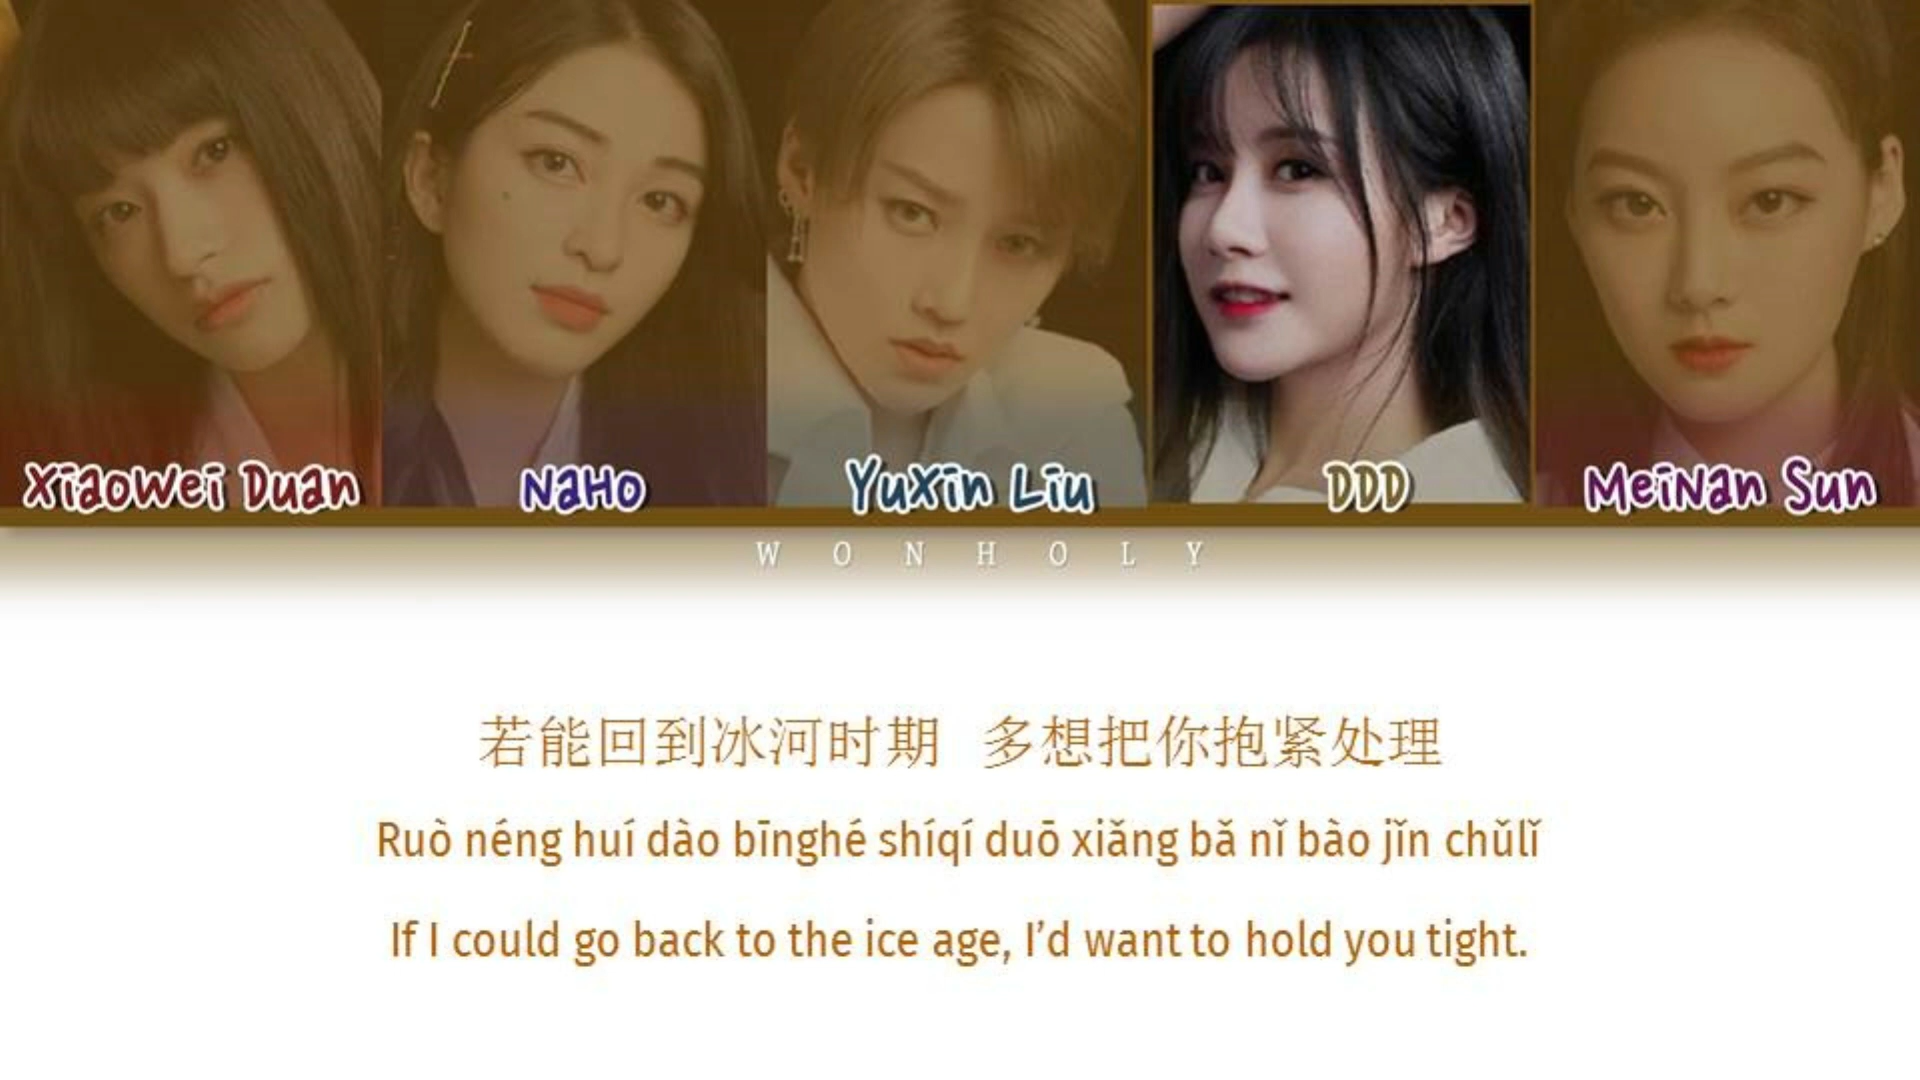 XiaoWei Duan NaHo YuXin Liu DDD MeiNan Sun
WONHOLY
若能回到冰河时期 多想把你抱紧处理
Ruò néng huí dào bīnghé shíqí duō xiǎng bǎ nǐ bào jǐn chǔlǐ
If I could go back to the ice age, I’d want to hold you tight.